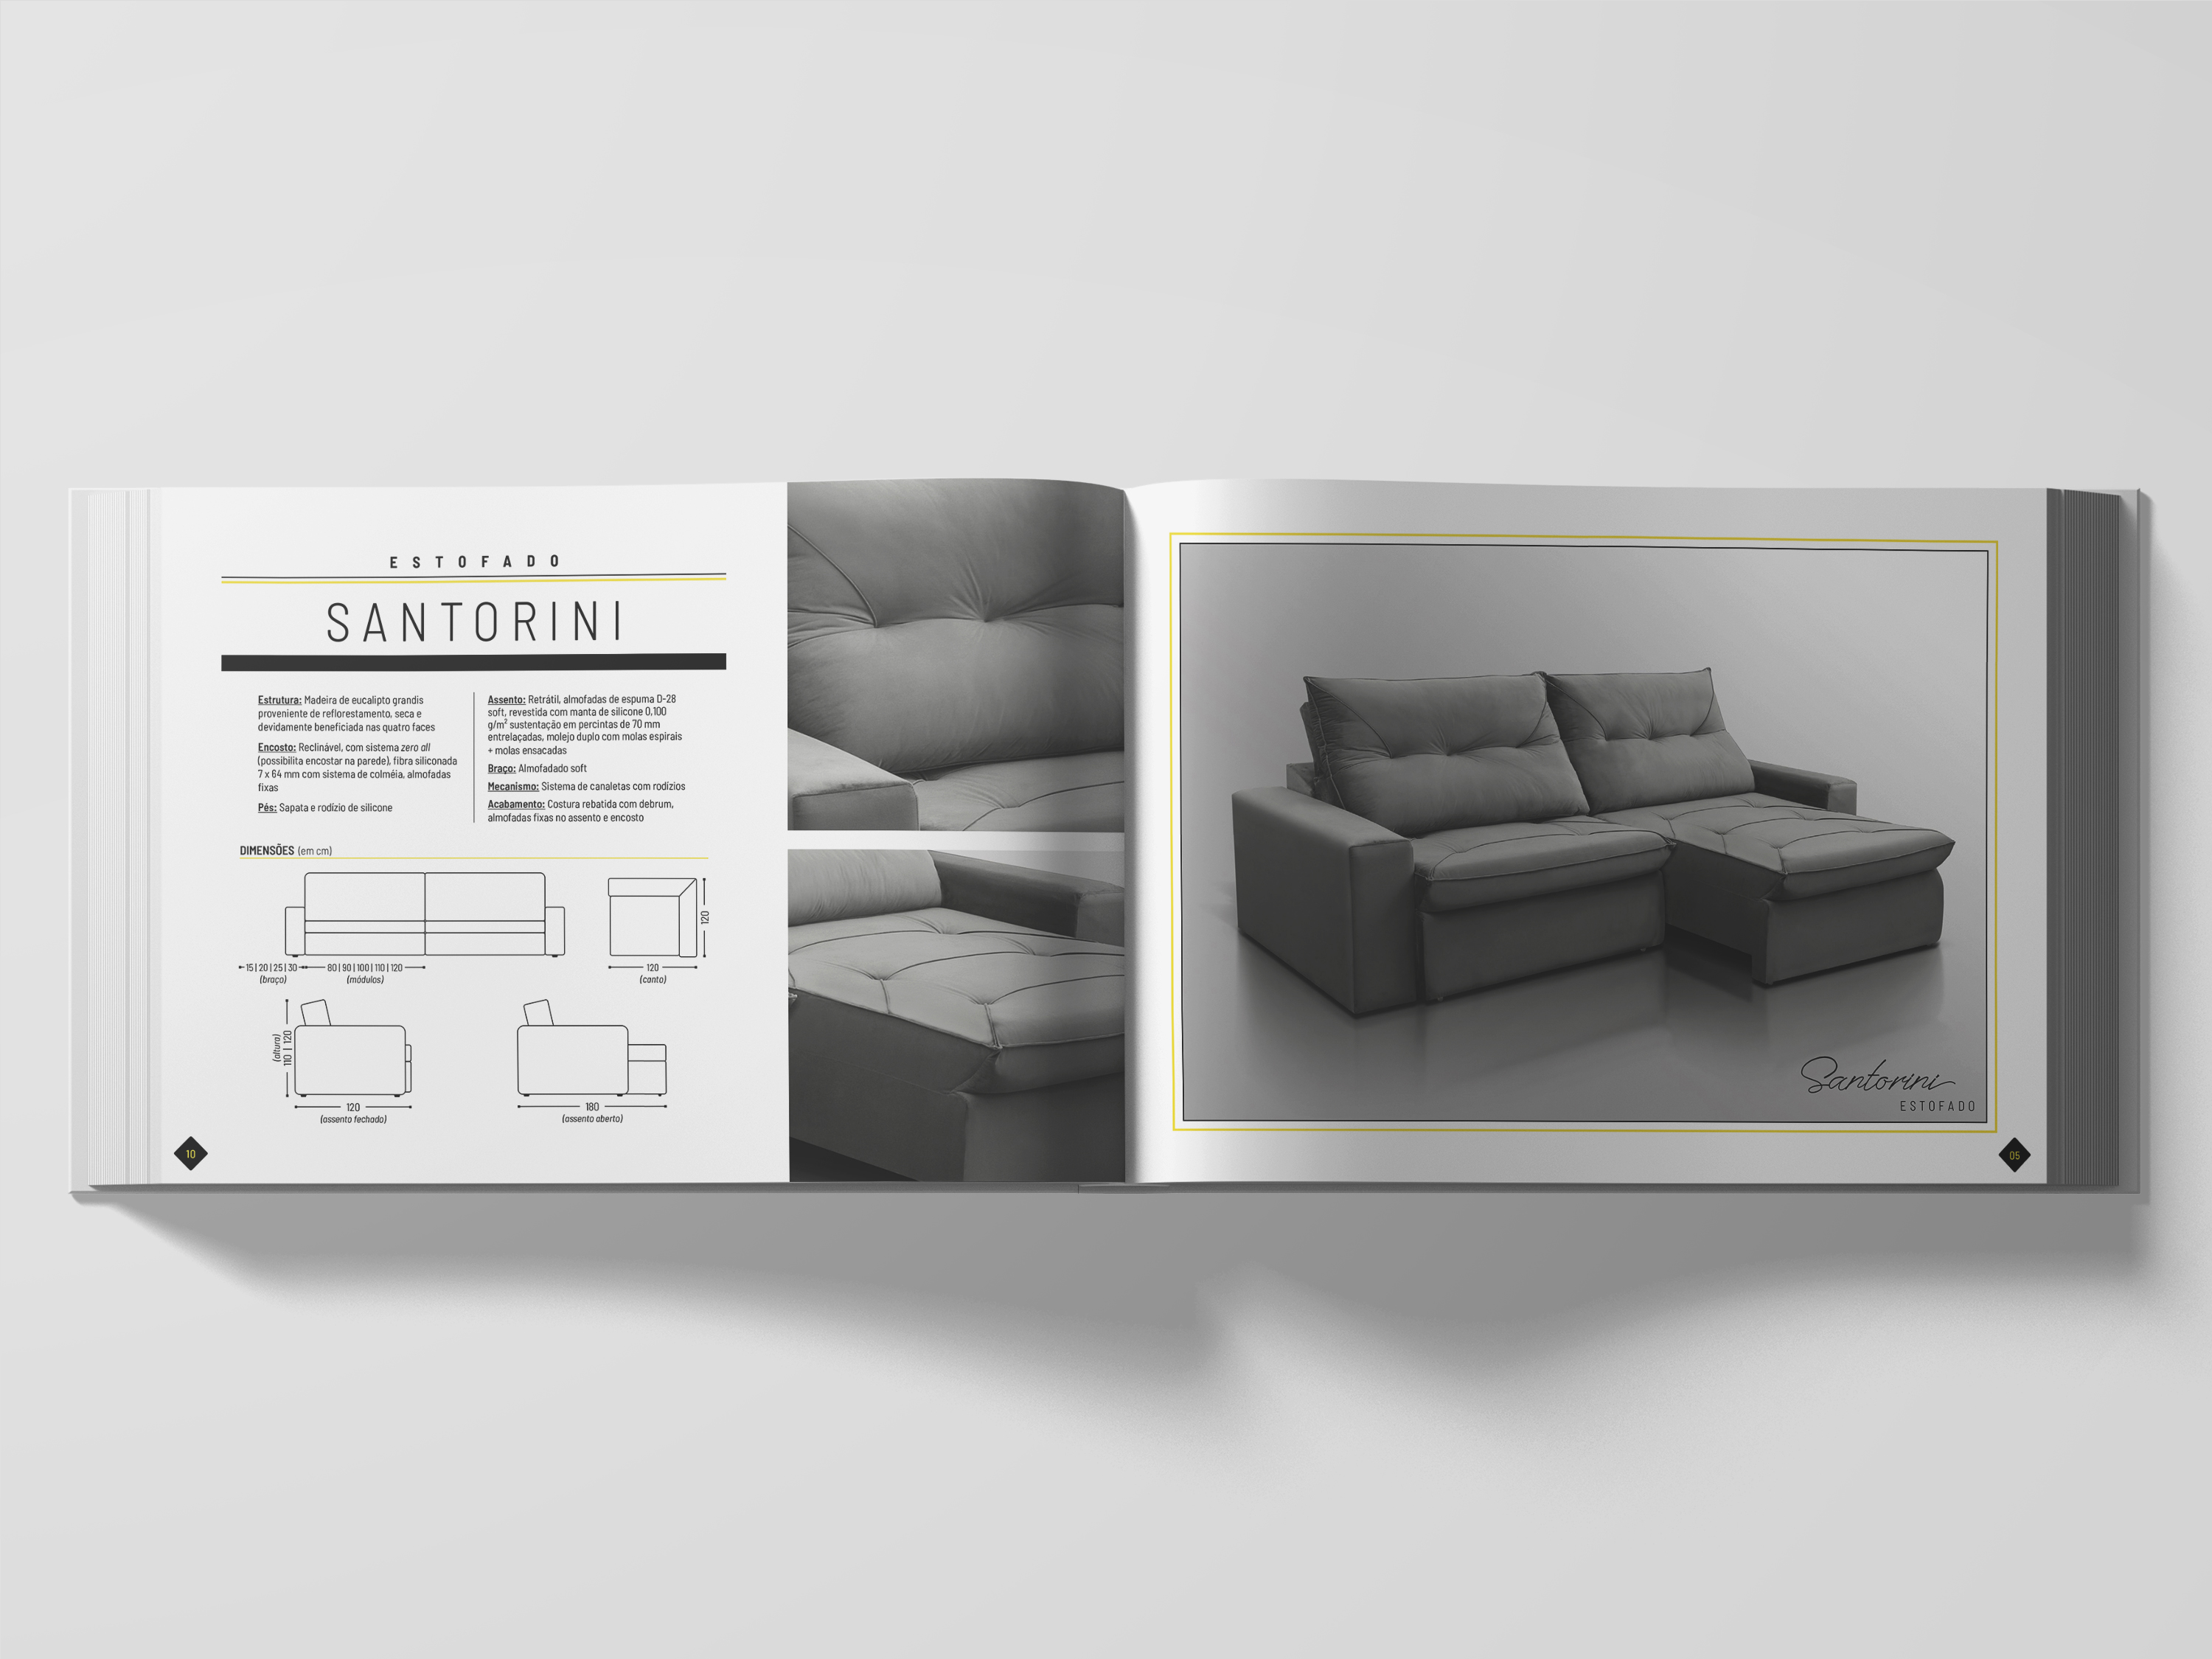 ESTOFADO
SANTORINI
Estrutura: Madeira de eucalipto grandis
proveniente de reflorestamento, seca e
devidamente beneficiada nas quatro faces
Encosto: Reclinável, com sistema zero all
(possibilita encostar na parede), fibra siliconada
7 x 64 mm com sistema de colméia, almofadas
fixas
Pés: Sapata e rodízio de silicone
Assento: Retrátil, almofadas de espuma D-28
soft, revestida com manta de silicone 0,100
g/m² sustentação em percintas de 70 mm
entrelaçadas, molejo duplo com molas espirais
+ molas ensacadas
Braço: Almofadado soft
Mecanismo: Sistema de canaletas com rodízios
Acabamento: Costura rebatida com debrum,
almofadas fixas no assento e encosto
DIMENSÕES (em cm)
15 | 20 | 25 | 30
(braço)
80 | 90 | 100 | 110 | 120
(módulos)
120
120
(canto)
(altura)
110 | 120
120
(assento fechado)
180
(assento aberto)
10
Santorini
ESTOFADO
05